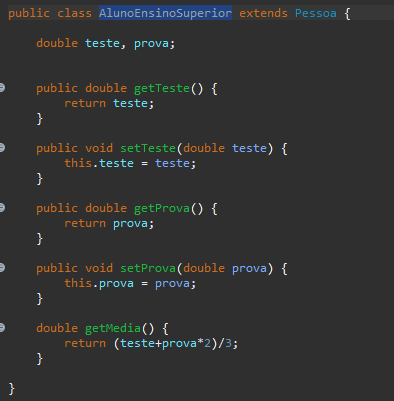 public class AlunoEnsinoSuperior extends Pessoa {
double teste, prova;
public double getTeste() {
return teste;
}
public void setTeste(double teste) {
this.teste = teste;
}
public double getProva() {
return prova;
}
public void setProva(double prova) {
this.prova = prova;
}
double getMedia() {
return (teste+prova*2)/3;
}
}